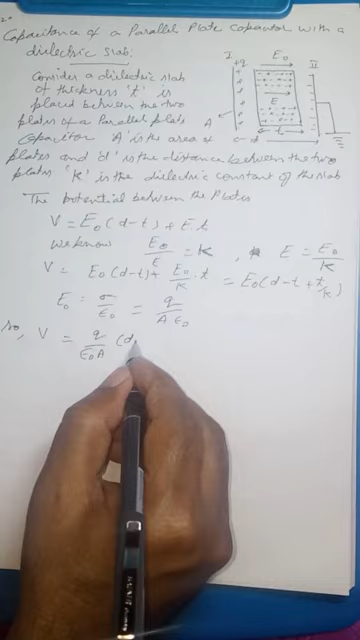 Capacitance of a Parallel Plate Capacitor with a
dielectric slab:
Consider a dielectric slab
of thickness 't' is
placed between the two
plates of a Parallel plate
Capacitor 'A' is the area of
plates and 'd' is the distance between the two
plates 'K' is the dielectric constant of the slab
The potential between the Plates
V = E₀(d-t) + E.t
We know E₀/E = K, E = E₀/K
V = E₀(d-t) + E₀/K . t = E₀(d-t+t/K)
E₀ = σ/ε₀ = q/Aε₀
so, V = q/ε₀A (d
I
+q
E₀
II
E
A
t
d